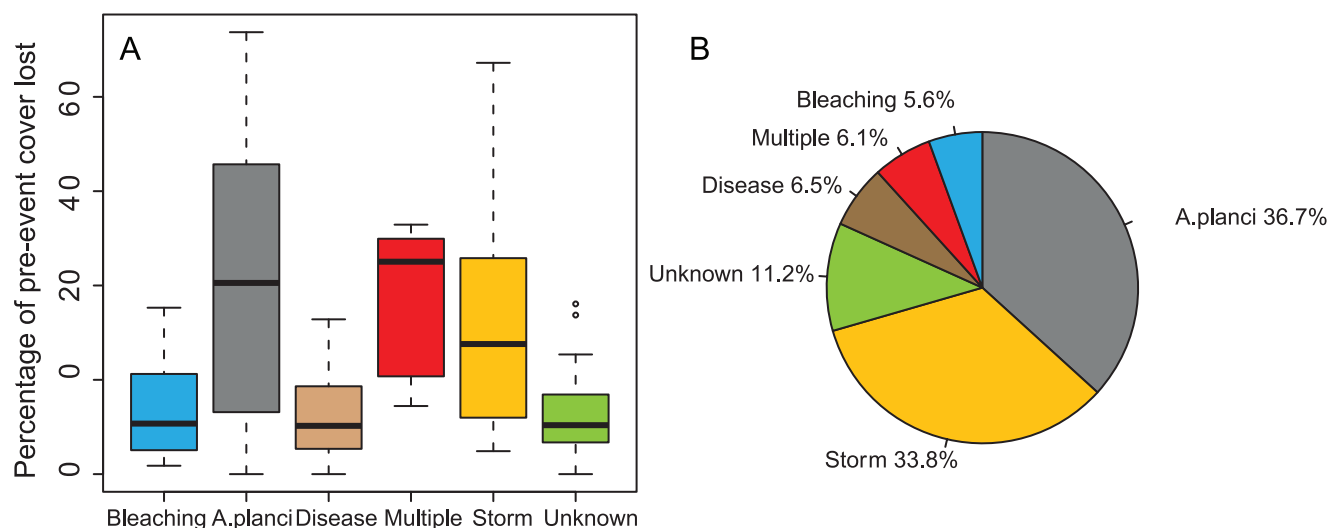 A
Percentage of pre-event cover lost
60
40
20
0
0
Bleaching A.planci Disease Multiple Storm Unknown
B
Bleaching 5.6%
Multiple 6.1%
Disease 6.5%
A.planci 36.7%
Unknown 11.2%
Storm 33.8%